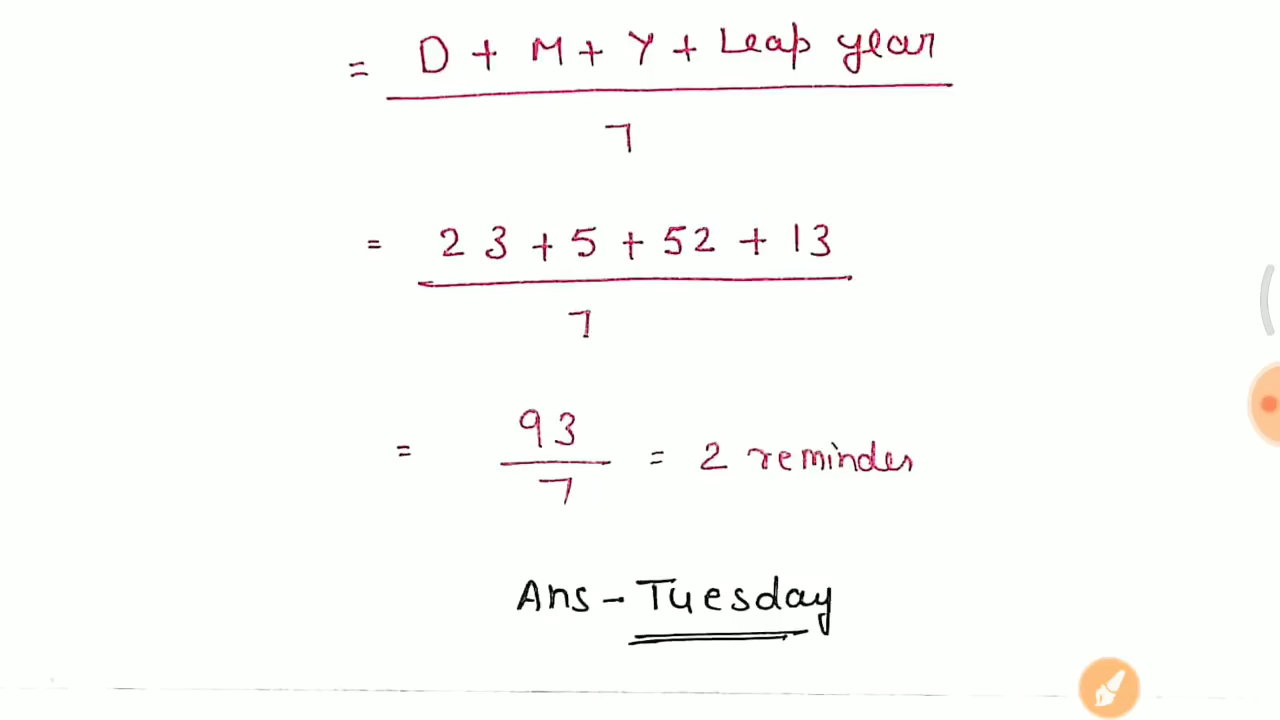 = D + M + Y + Leap year
7
= 23 + 5 + 52 + 13
7
= 93
7
= 2 reminder
Ans - Tuesday